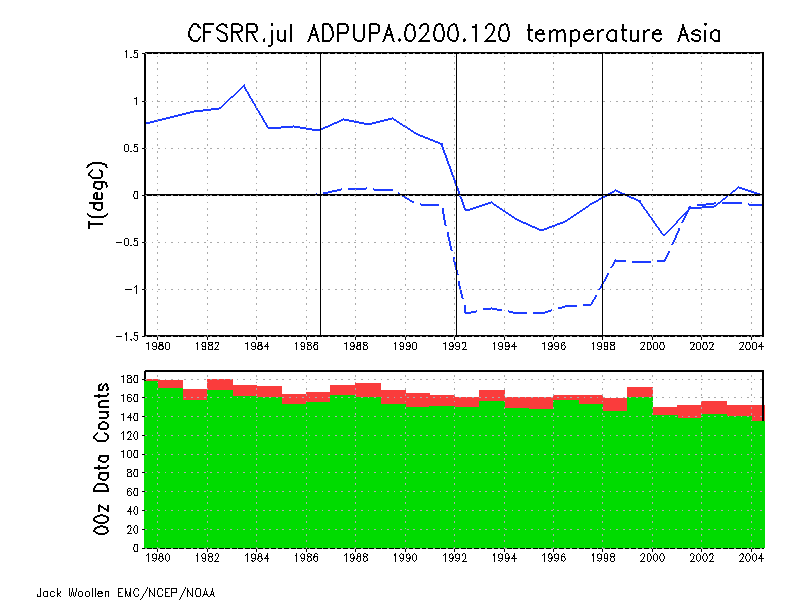 CFSRR.jul ADPUPA.0200.120 temperature Asia
T(degC)
1.5
1
0.5
0
−0.5
−1
−1.5
1980 1982 1984 1986 1988 1990 1992 1994 1996 1998 2000 2002 2004
00z Data Counts
180
160
140
120
100
80
60
40
20
0
1980 1982 1984 1986 1988 1990 1992 1994 1996 1998 2000 2002 2004
Jack Woollen EMC/NCEP/NOAA